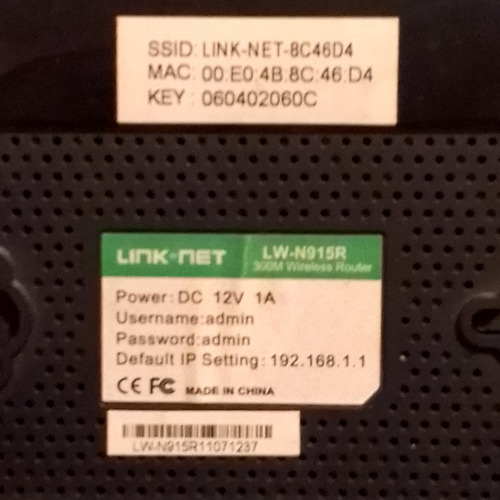 SSID: LINK-NET-8C46D4
MAC: 00:E0:4B:8C:46:D4
KEY : 060402060C
LINK-NET LW-N915R
300M Wireless Router
Power: DC 12V 1A
Username:admin
Password:admin
Default IP Setting: 192.168.1.1
CE FC MADE IN CHINA
LW-N915R11071237